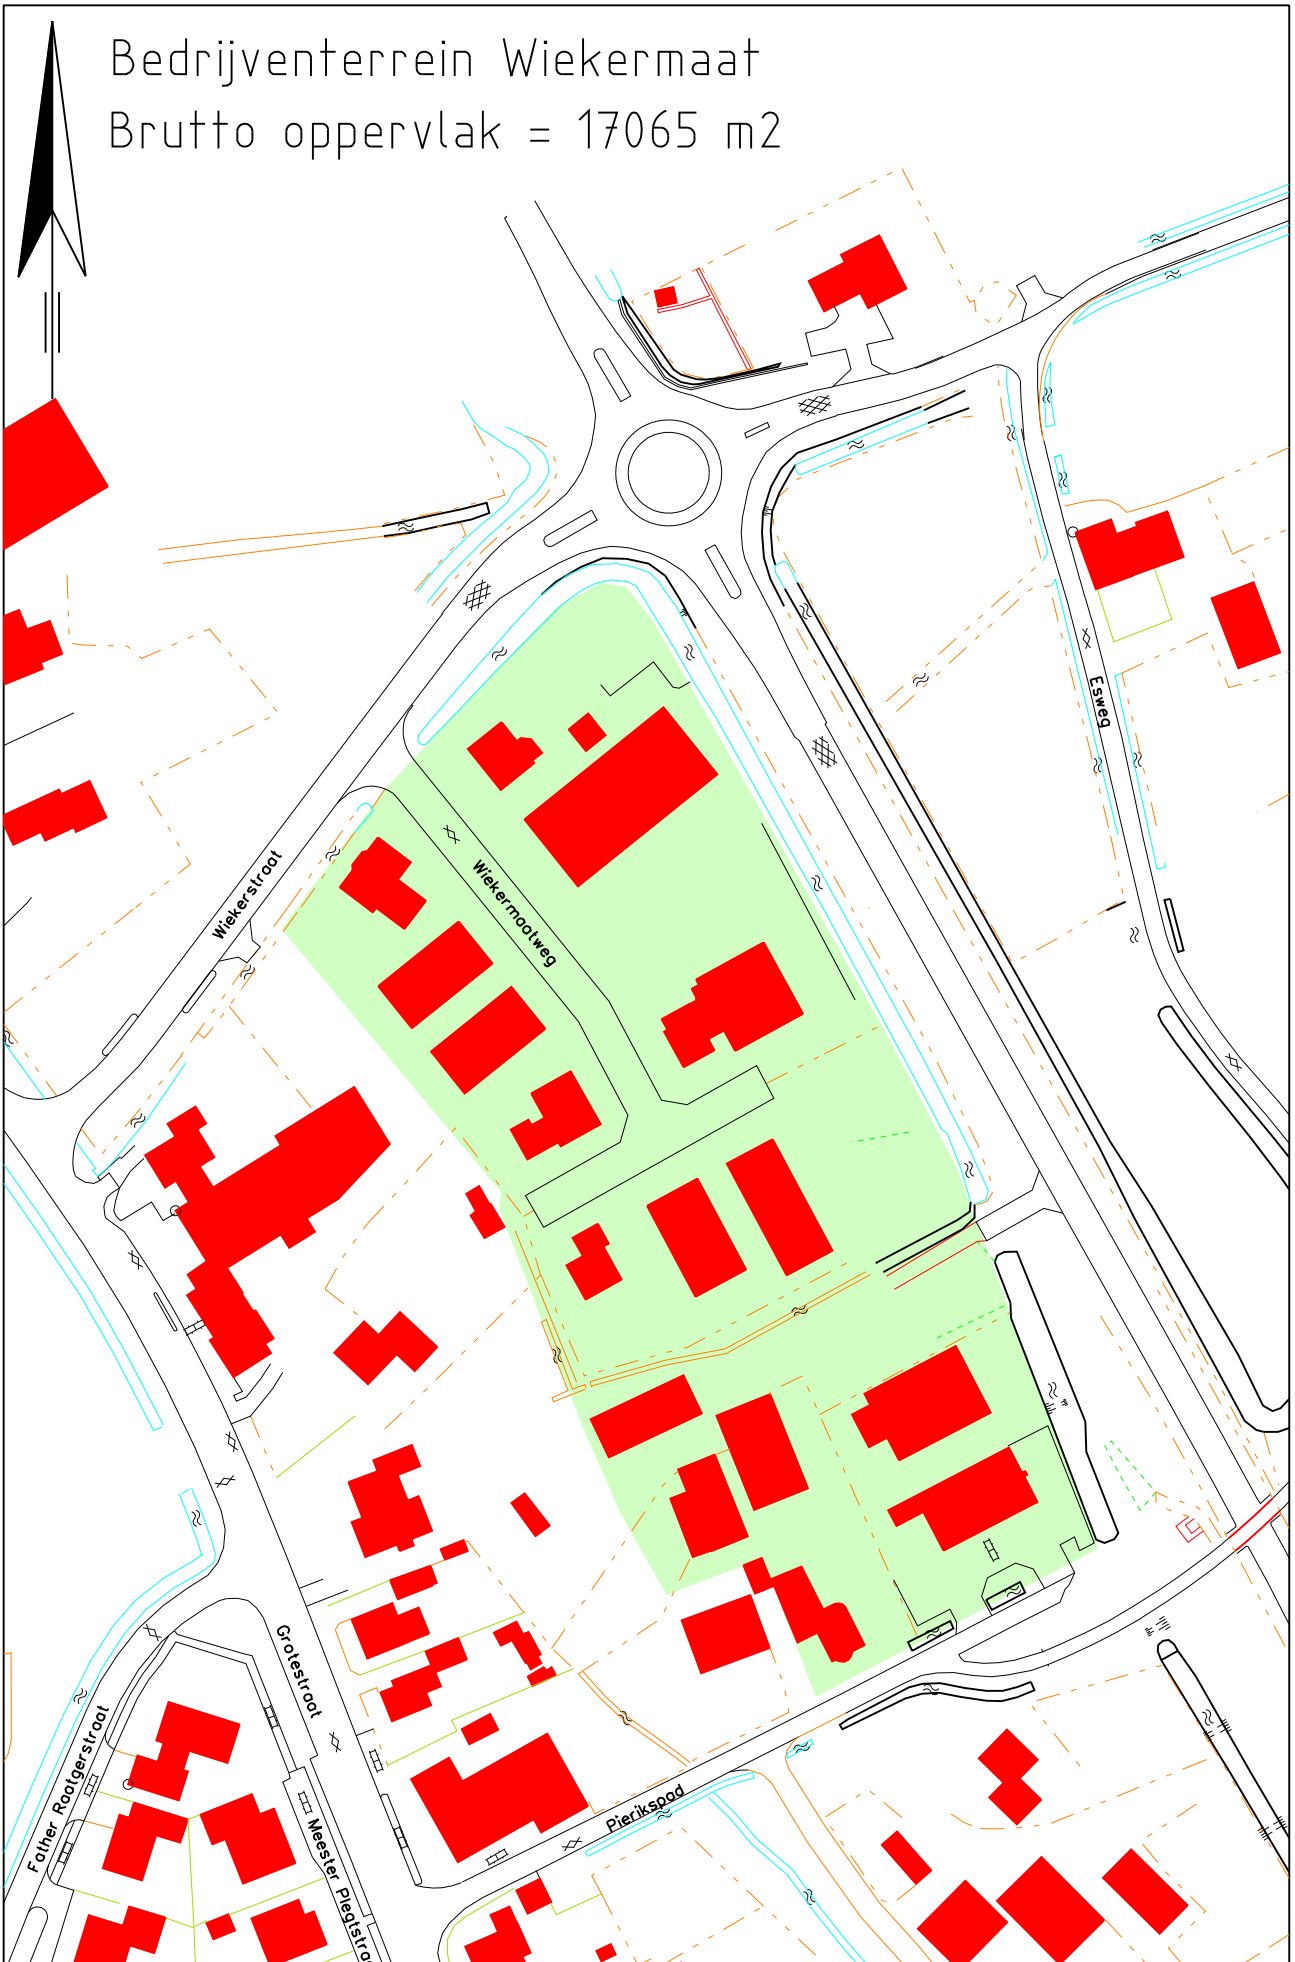 Bedrijventerrein Wiekermaat
Brutto oppervlak = 17065 m2
Esweg
Wiekerstraat
Wiekermaatweg
Grotestraat
Father Raatgerstraat
Meester Plegtstra
Pierikspad